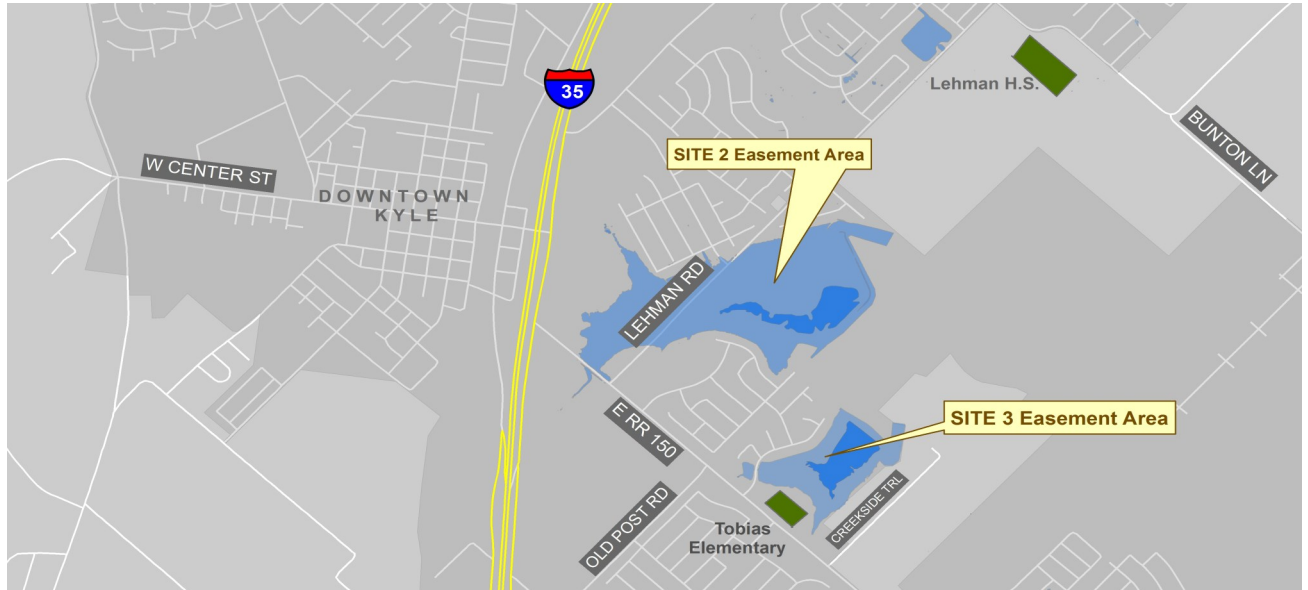 35
Lehman H.S.
BUNTON LN
SITE 2 Easement Area
W CENTER ST
DOWNTOWN
KYLE
LEHMAN RD
E RR 150
SITE 3 Easement Area
OLD POST RD
CREEKSIDE TRL
Tobias
Elementary